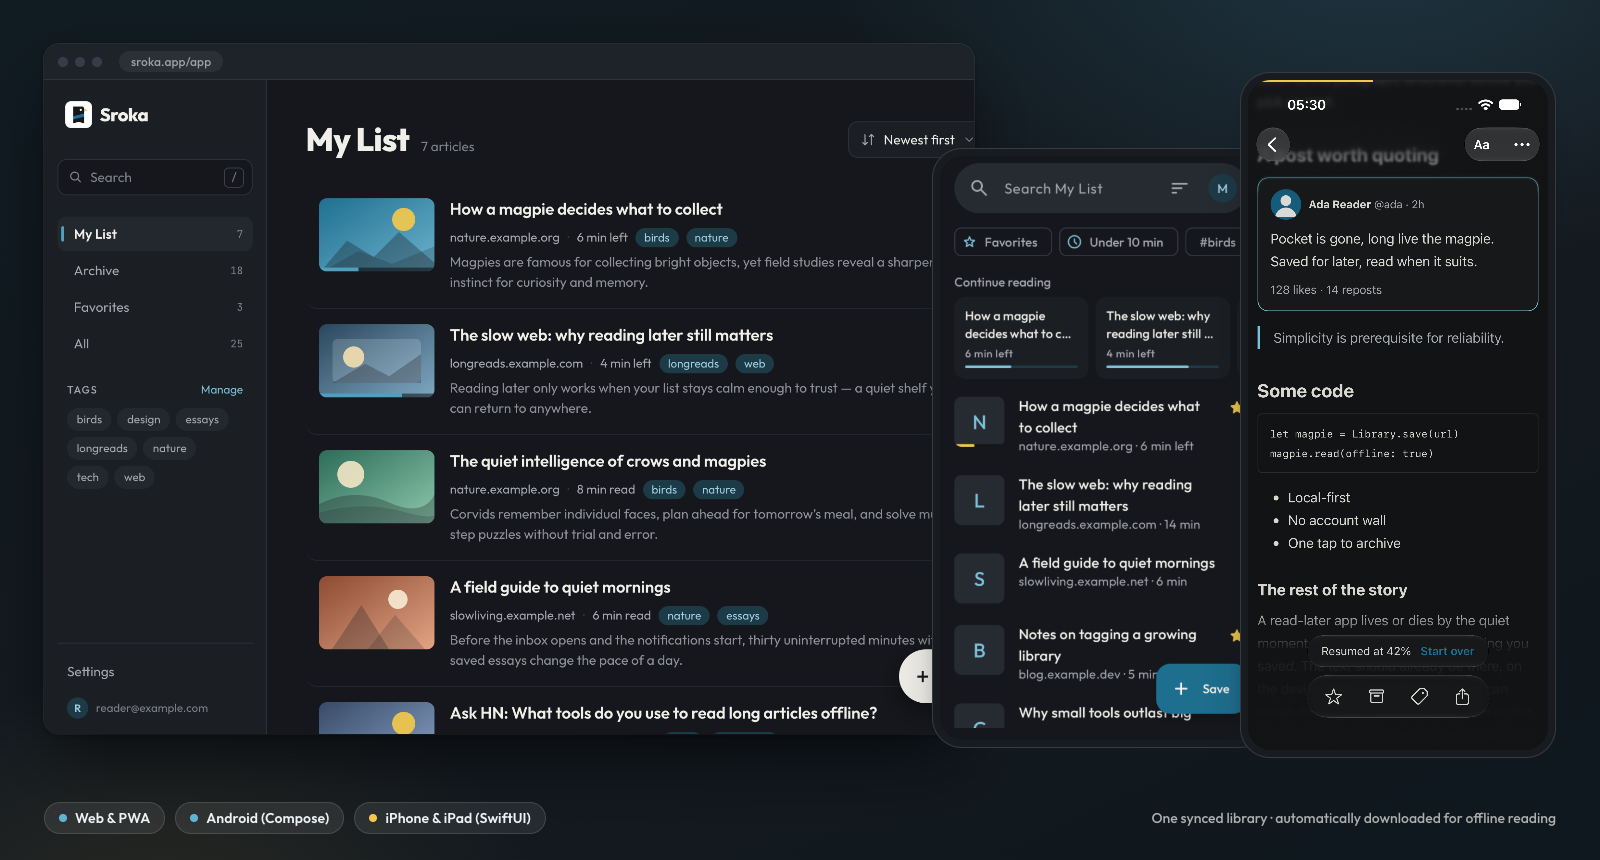 sroka.app/app
Sroka
Search /
My List 7
Archive 18
Favorites 3
All 25
TAGS Manage
birds design essays
longreads nature
tech web
Settings
R reader@example.com
My List 7 articles
Newest first
How a magpie decides what to collect
nature.example.org · 6 min left birds nature
Magpies are famous for collecting bright objects, yet field studies reveal a sharper
instinct for curiosity and memory.
The slow web: why reading later still matters
longreads.example.com · 4 min left longreads web
Reading later only works when your list stays calm enough to trust — a quiet shelf
can return to anywhere.
The quiet intelligence of crows and magpies
nature.example.org · 8 min read birds nature
Corvids remember individual faces, plan ahead for tomorrow's meal, and solve
step puzzles without trial and error.
A field guide to quiet mornings
slowliving.example.net · 6 min read nature essays
Before the inbox opens and the notifications start, thirty uninterrupted minutes
saved essays change the pace of a day.
Ask HN: What tools do you use to read long articles offline?
+
Search My List M
Favorites Under 10 min #birds
Continue reading
How a magpie
decides what to c...
6 min left
The slow web: why
reading later still ...
4 min left
N
How a magpie decides what
to collect
nature.example.org · 6 min left
L
The slow web: why reading
later still matters
longreads.example.com · 14 min
S
A field guide to quiet mornings
slowliving.example.net · 6 min
B
Notes on tagging a growing
library
blog.example.dev · 5 min
+ Save
Why small tools outlast big
05:30
Aa ...
A post worth quoting
Ada Reader @ada · 2h
Pocket is gone, long live the magpie.
Saved for later, read when it suits.
128 likes · 14 reposts
Simplicity is prerequisite for reliability.
Some code
let magpie = Library.save(url)
magpie.read(offline: true)
• Local-first
• No account wall
• One tap to archive
The rest of the story
A read-later app lives or dies by the quiet
moment you
saved. The text should already be there, on
Resumed at 42% Start over
Web & PWA
Android (Compose)
iPhone & iPad (SwiftUI)
One synced library · automatically downloaded for offline reading